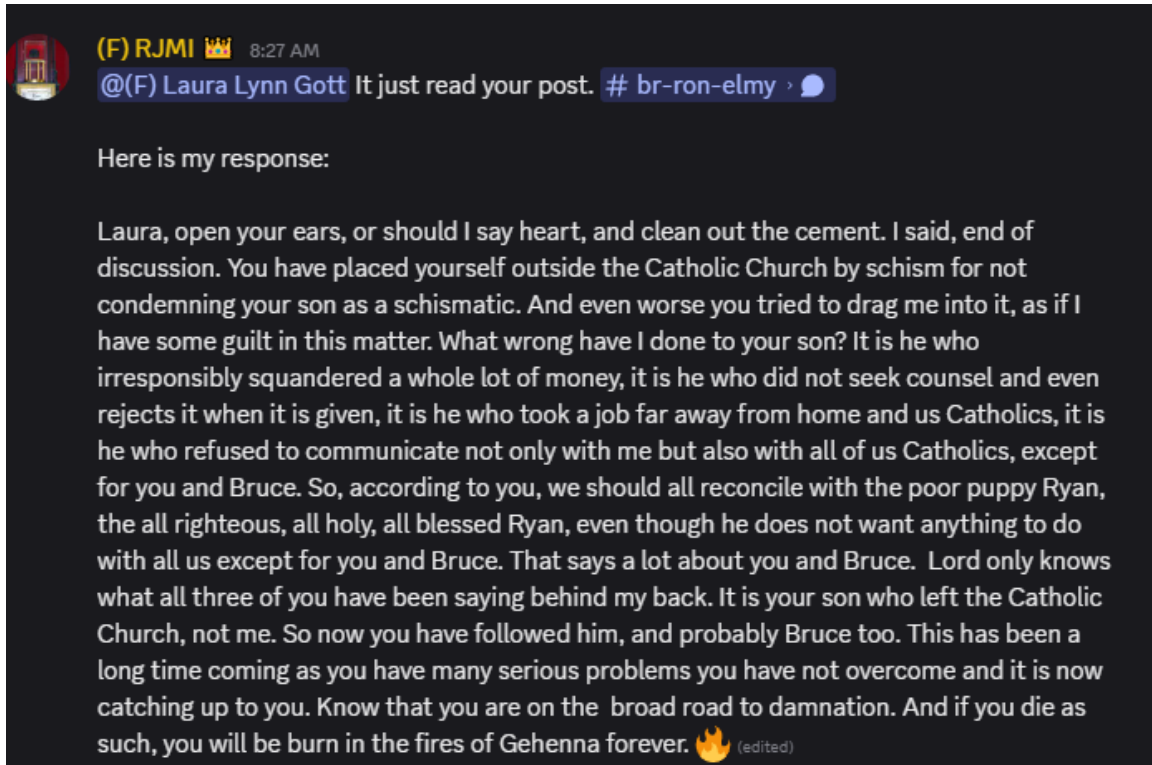 (F) RJMI 👑 8:27 AM
@(F) Laura Lynn Gott It just read your post. # br-ron-elmy ›
Here is my response:
Laura, open your ears, or should I say heart, and clean out the cement. I said, end of
discussion. You have placed yourself outside the Catholic Church by schism for not
condemning your son as a schismatic. And even worse you tried to drag me into it, as if I
have some guilt in this matter. What wrong have I done to your son? It is he who
irresponsibly squandered a whole lot of money, it is he who did not seek counsel and even
rejects it when it is given, it is he who took a job far away from home and us Catholics, it is
he who refused to communicate not only with me but also with all of us Catholics, except
for you and Bruce. So, according to you, we should all reconcile with the poor puppy Ryan,
the all righteous, all holy, all blessed Ryan, even though he does not want anything to do
with all us except for you and Bruce. That says a lot about you and Bruce.  Lord only knows
what all three of you have been saying behind my back. It is your son who left the Catholic
Church, not me. So now you have followed him, and probably Bruce too. This has been a
long time coming as you have many serious problems you have not overcome and it is now
catching up to you. Know that you are on the  broad road to damnation. And if you die as
such, you will be burn in the fires of Gehenna forever. 🔥 (edited)